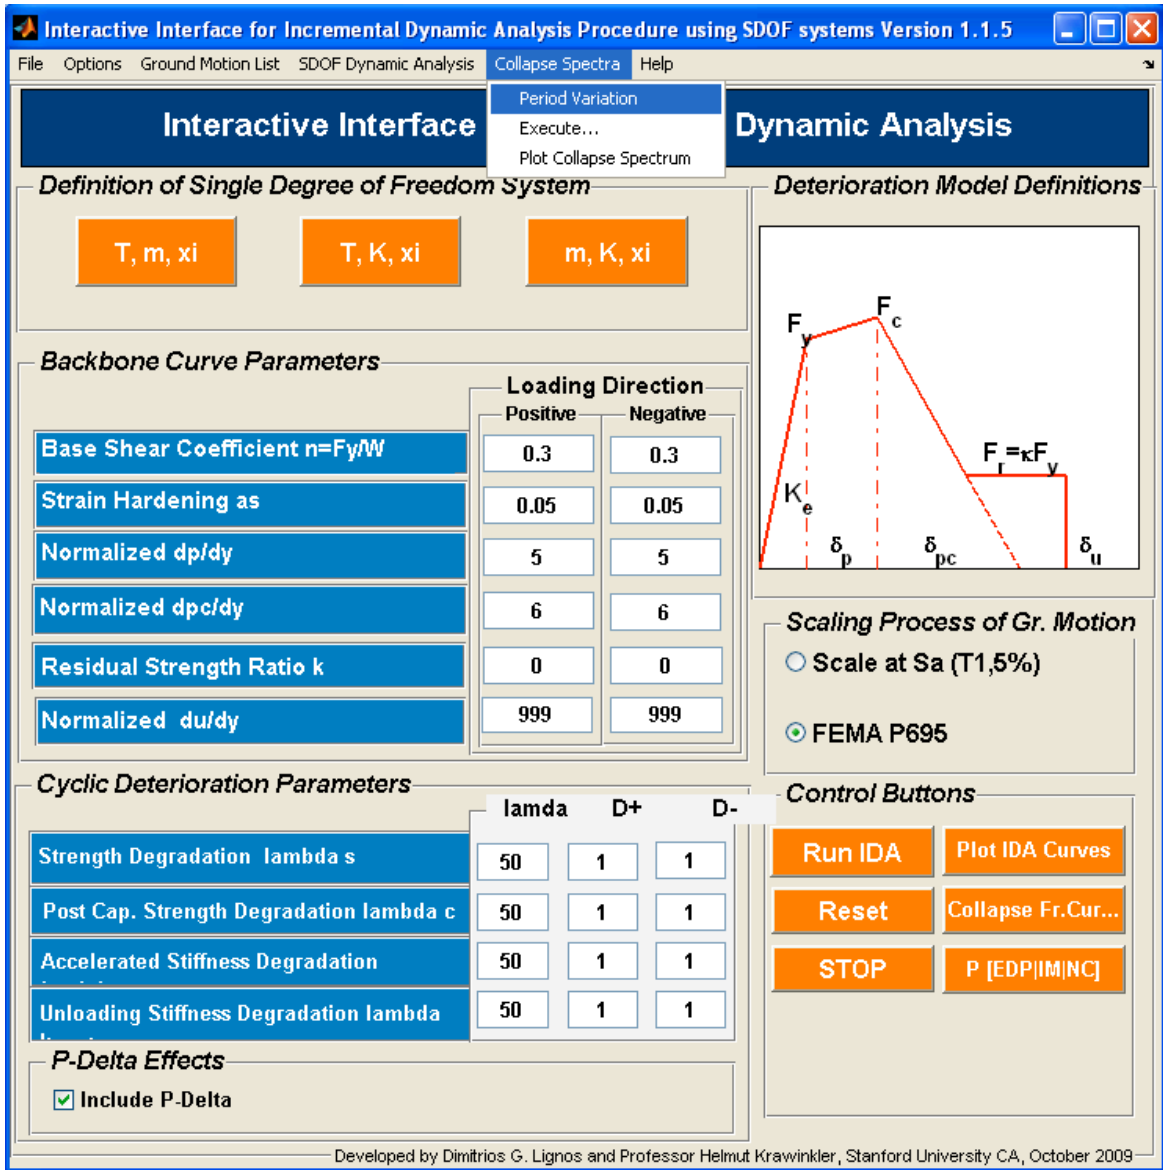 Interactive Interface for Incremental Dynamic Analysis Procedure using SDOF systems Version 1.1.5
File Options Ground Motion List SDOF Dynamic Analysis Collapse Spectra Help
Period Variation
Execute...
Plot Collapse Spectrum
Interactive Interface Dynamic Analysis
Definition of Single Degree of Freedom System
T, m, xi T, K, xi m, K, xi
Backbone Curve Parameters
Loading Direction
Positive Negative
Base Shear Coefficient n=Fy/W 0.3 0.3
Strain Hardening as 0.05 0.05
Normalized dp/dy 5 5
Normalized dpc/dy 6 6
Residual Strength Ratio k 0 0
Normalized du/dy 999 999
Cyclic Deterioration Parameters
lamda D+ D-
Strength Degradation lambda s 50 1 1
Post Cap. Strength Degradation lambda c 50 1 1
Accelerated Stiffness Degradation 50 1 1
Unloading Stiffness Degradation lambda 50 1 1
P-Delta Effects
Include P-Delta
Deterioration Model Definitions
Fy Fc
Fr=κFy
Ke
δp δpc δu
Scaling Process of Gr. Motion
Scale at Sa (T1,5%)
FEMA P695
Control Buttons
Run IDA Plot IDA Curves
Reset Collapse Fr.Cur...
STOP P [EDP|IM|NC]
Developed by Dimitrios G. Lignos and Professor Helmut Krawinkler, Stanford University CA, October 2009